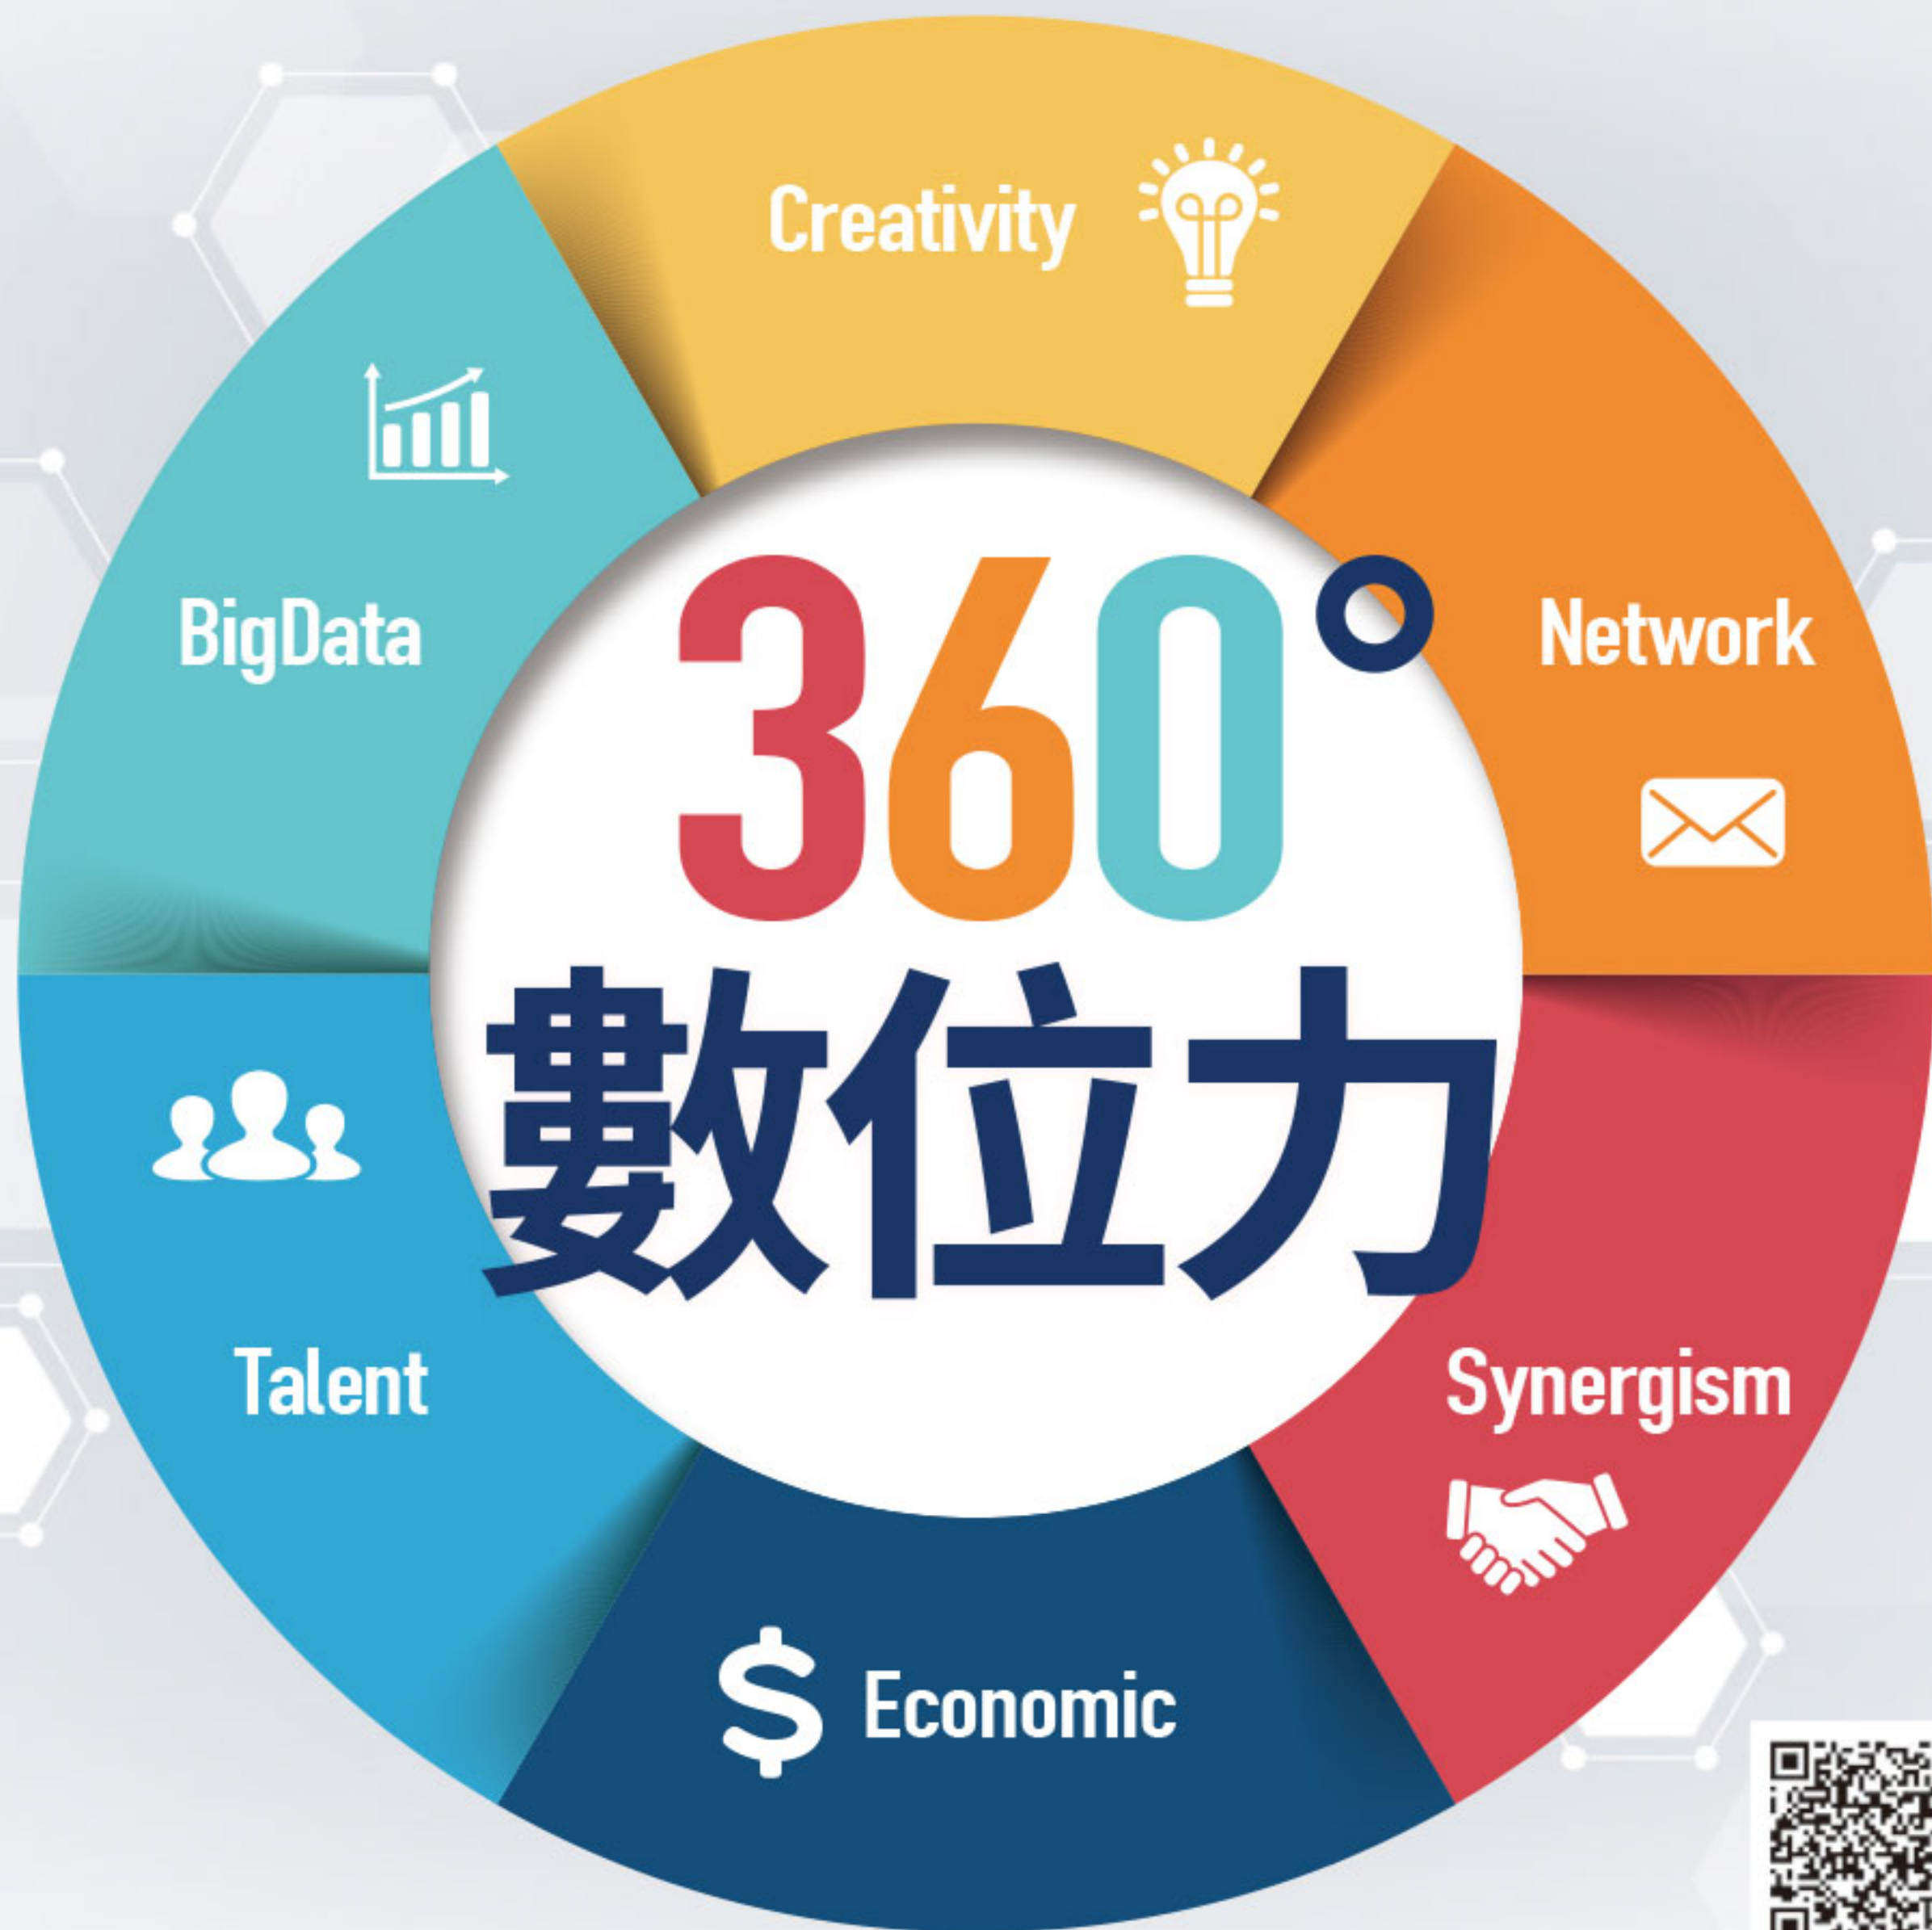 Creativity
BigData
360°
Network
數位力
Talent
Synergism
$ Economic